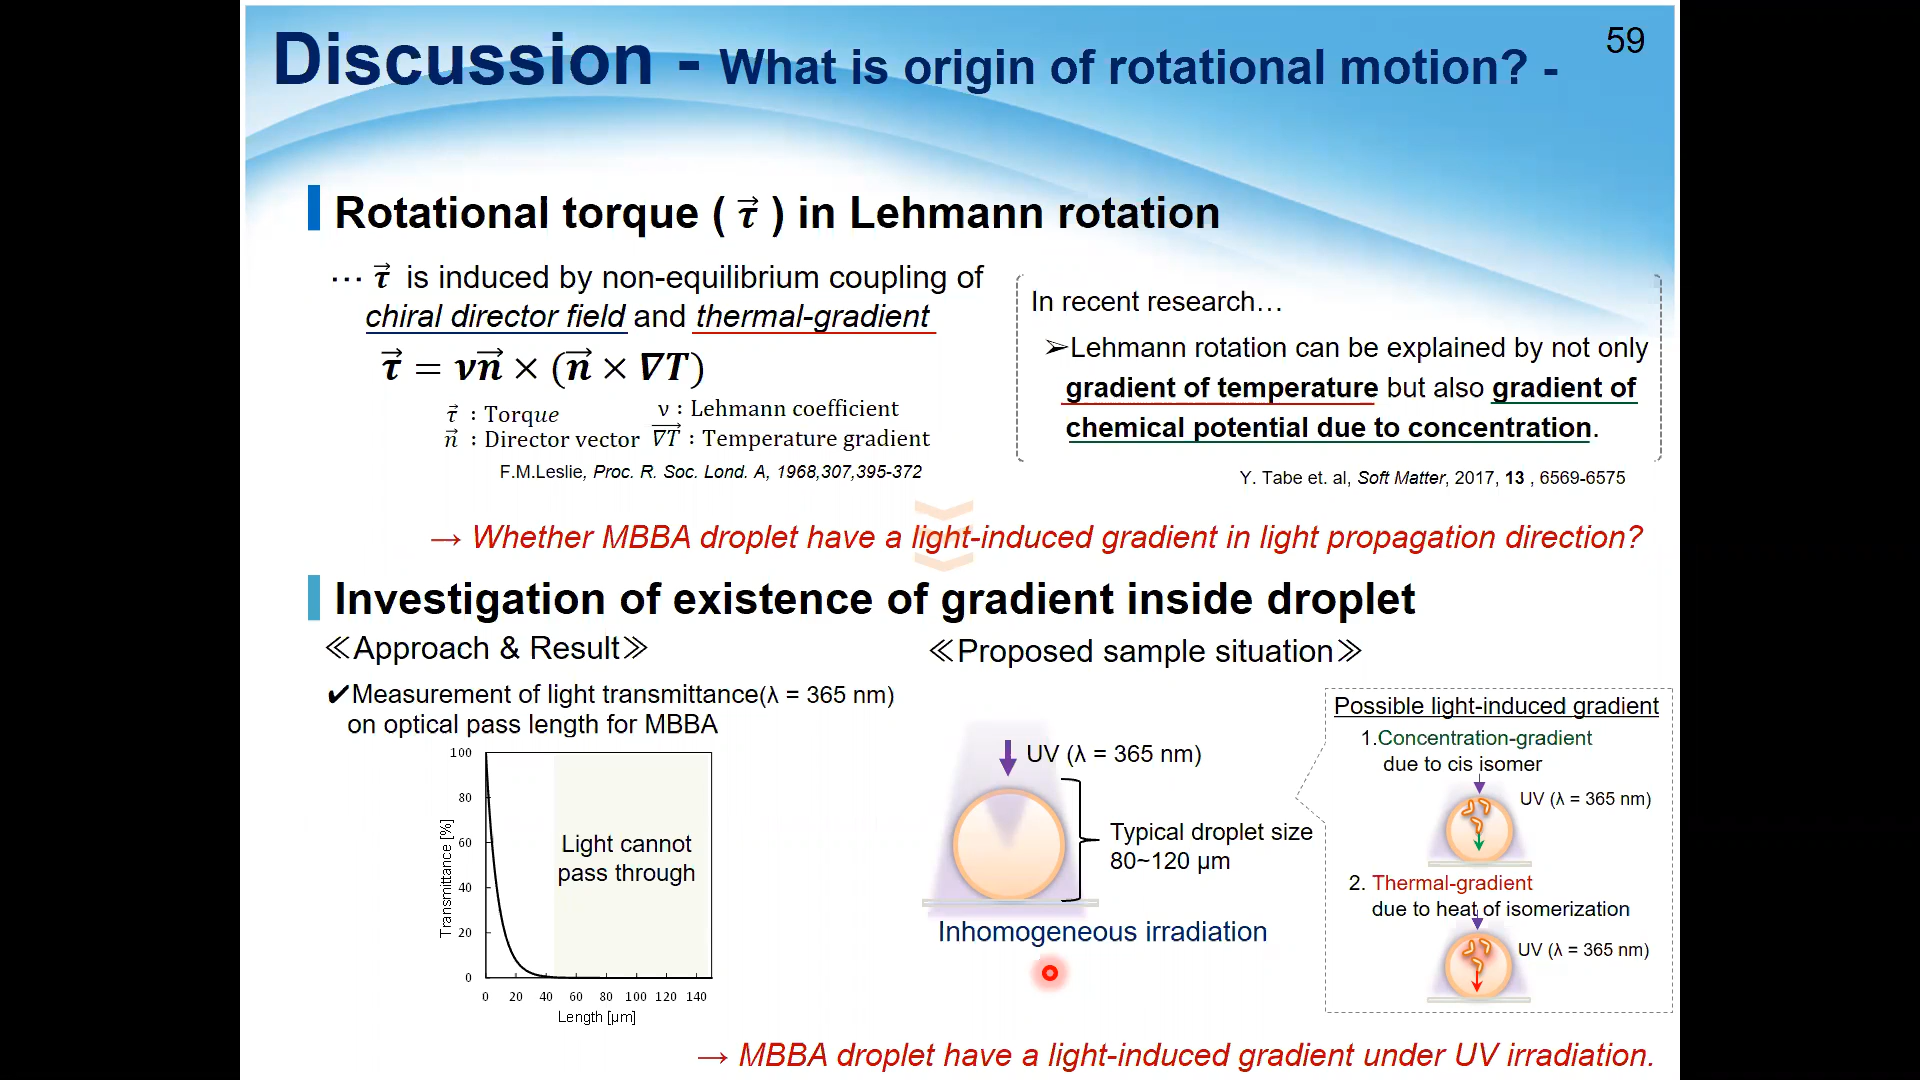 Discussion - What is origin of rotational motion? -
59
Rotational torque ( τ⃗ ) in Lehmann rotation
⋯ τ⃗ is induced by non-equilibrium coupling of
chiral director field and thermal-gradient
τ⃗ = νn⃗ × (n⃗ × ∇T)
τ⃗ : Torque
ν : Lehmann coefficient
n⃗ : Director vector
∇T⃗ : Temperature gradient
F.M.Leslie, Proc. R. Soc. Lond. A, 1968,307,395-372
In recent research…
➢Lehmann rotation can be explained by not only
gradient of temperature but also gradient of
chemical potential due to concentration.
Y. Tabe et. al, Soft Matter, 2017, 13 , 6569-6575
→ Whether MBBA droplet have a light-induced gradient in light propagation direction?
Investigation of existence of gradient inside droplet
≪Approach & Result≫
✔Measurement of light transmittance(λ = 365 nm)
on optical pass length for MBBA
100
80
60
40
20
0
Transmittance [%]
Light cannot
pass through
0 20 40 60 80 100 120 140
Length [μm]
≪Proposed sample situation≫
UV (λ = 365 nm)
Typical droplet size
80~120 μm
Inhomogeneous irradiation
Possible light-induced gradient
1.Concentration-gradient
due to cis isomer
UV (λ = 365 nm)
2. Thermal-gradient
due to heat of isomerization
UV (λ = 365 nm)
→ MBBA droplet have a light-induced gradient under UV irradiation.